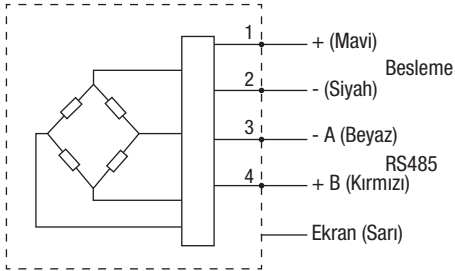 1 + (Mavi)
Besleme
2 - (Siyah)
3 - A (Beyaz)
RS485
4 + B (Kırmızı)
Ekran (Sarı)